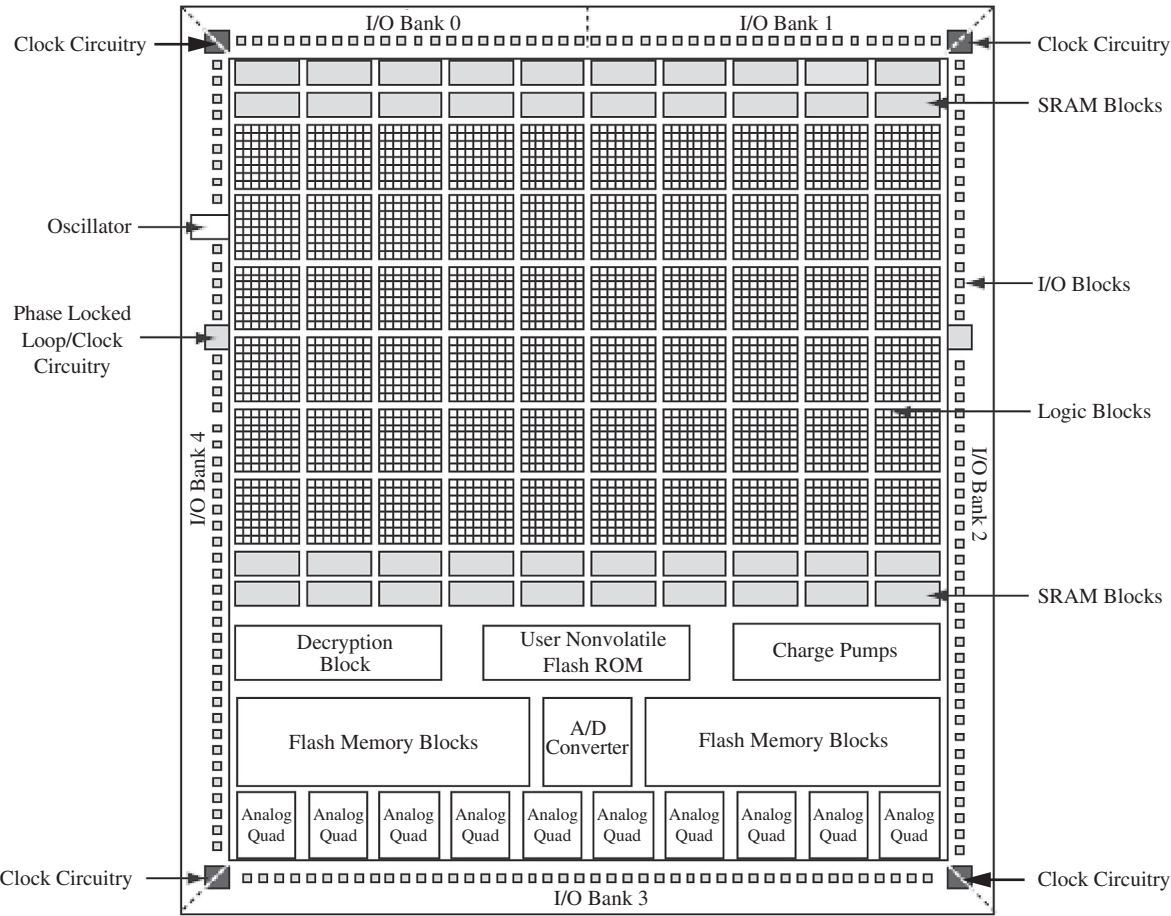 I/O Bank 0
I/O Bank 1
Clock Circuitry
Clock Circuitry
SRAM Blocks
Oscillator
I/O Blocks
Phase Locked
Loop/Clock
Circuitry
Logic Blocks
I/O Bank 4
I/O Bank 2
SRAM Blocks
Decryption
Block
User Nonvolatile
Flash ROM
Charge Pumps
Flash Memory Blocks
A/D
Converter
Flash Memory Blocks
Analog
Quad
Analog
Quad
Analog
Quad
Analog
Quad
Analog
Quad
Analog
Quad
Analog
Quad
Analog
Quad
Analog
Quad
Analog
Quad
Clock Circuitry
Clock Circuitry
I/O Bank 3